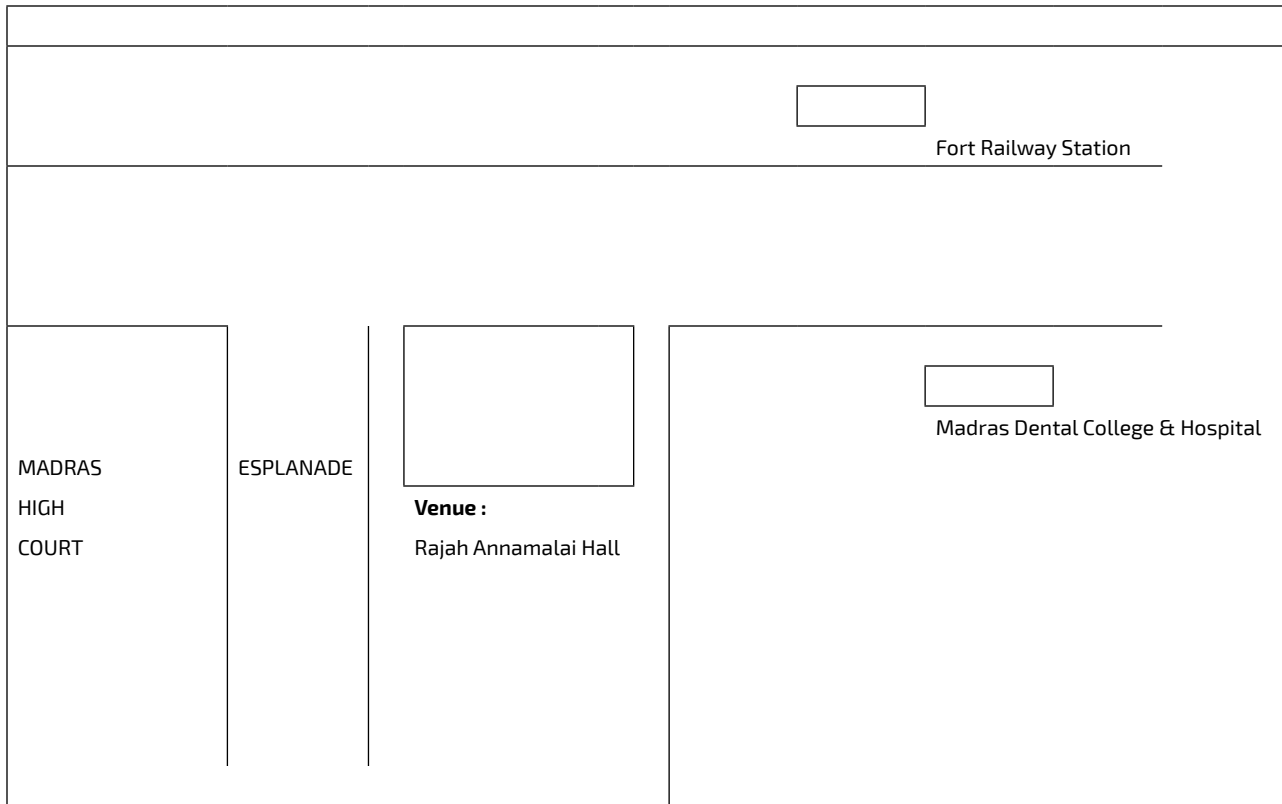 Fort Railway Station
Madras Dental College & Hospital
MADRAS
HIGH
COURT
ESPLANADE
Venue :
Rajah Annamalai Hall